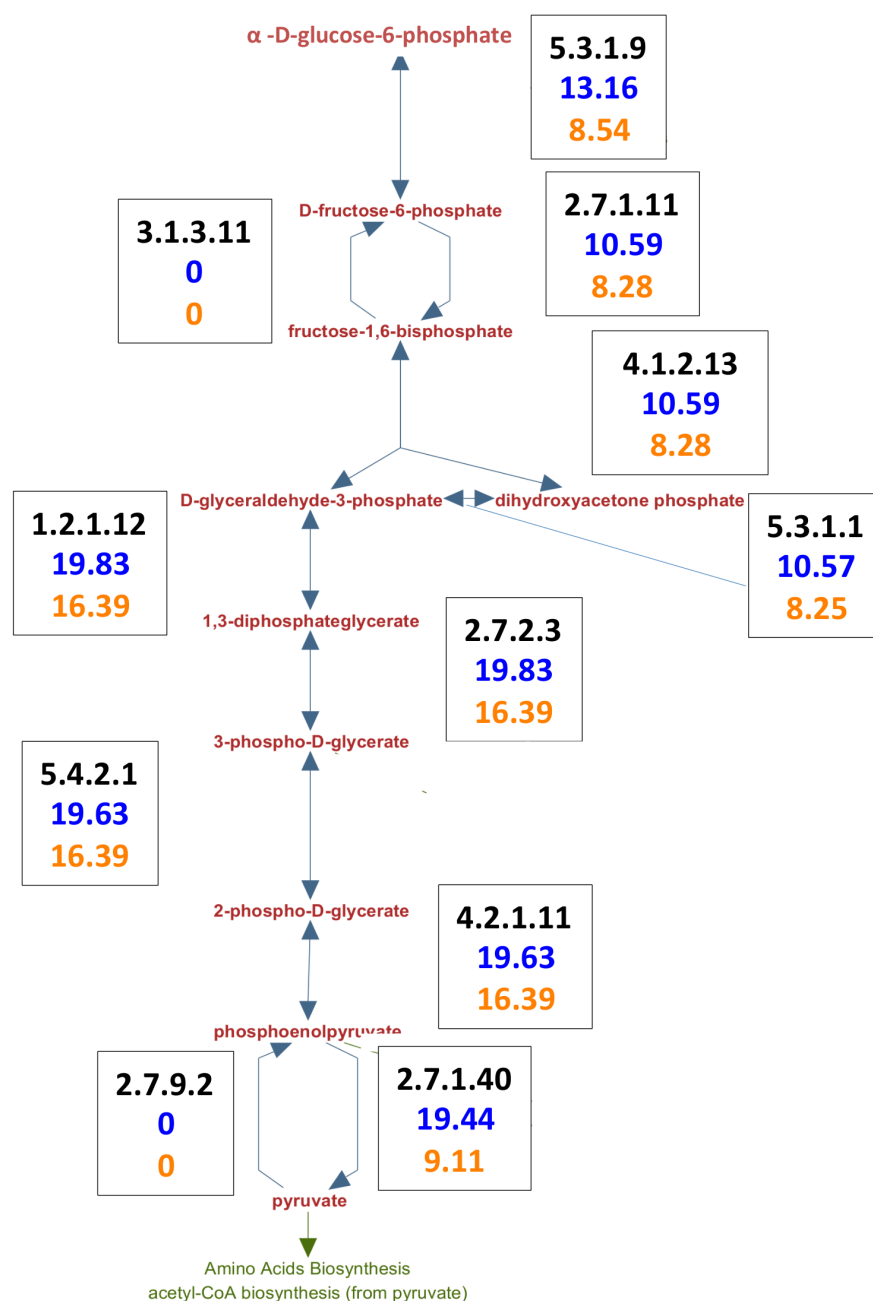 α -D-glucose-6-phosphate
5.3.1.9
13.16
8.54
D-fructose-6-phosphate
2.7.1.11
10.59
8.28
3.1.3.11
0
0
fructose-1,6-bisphosphate
4.1.2.13
10.59
8.28
D-glyceraldehyde-3-phosphate
dihydroxyacetone phosphate
1.2.1.12
19.83
16.39
5.3.1.1
10.57
8.25
1,3-diphosphateglycerate
2.7.2.3
19.83
16.39
3-phospho-D-glycerate
5.4.2.1
19.63
16.39
2-phospho-D-glycerate
4.2.1.11
19.63
16.39
phosphoenolpyruvate
2.7.9.2
0
0
2.7.1.40
19.44
9.11
pyruvate
Amino Acids Biosynthesis
acetyl-CoA biosynthesis (from pyruvate)